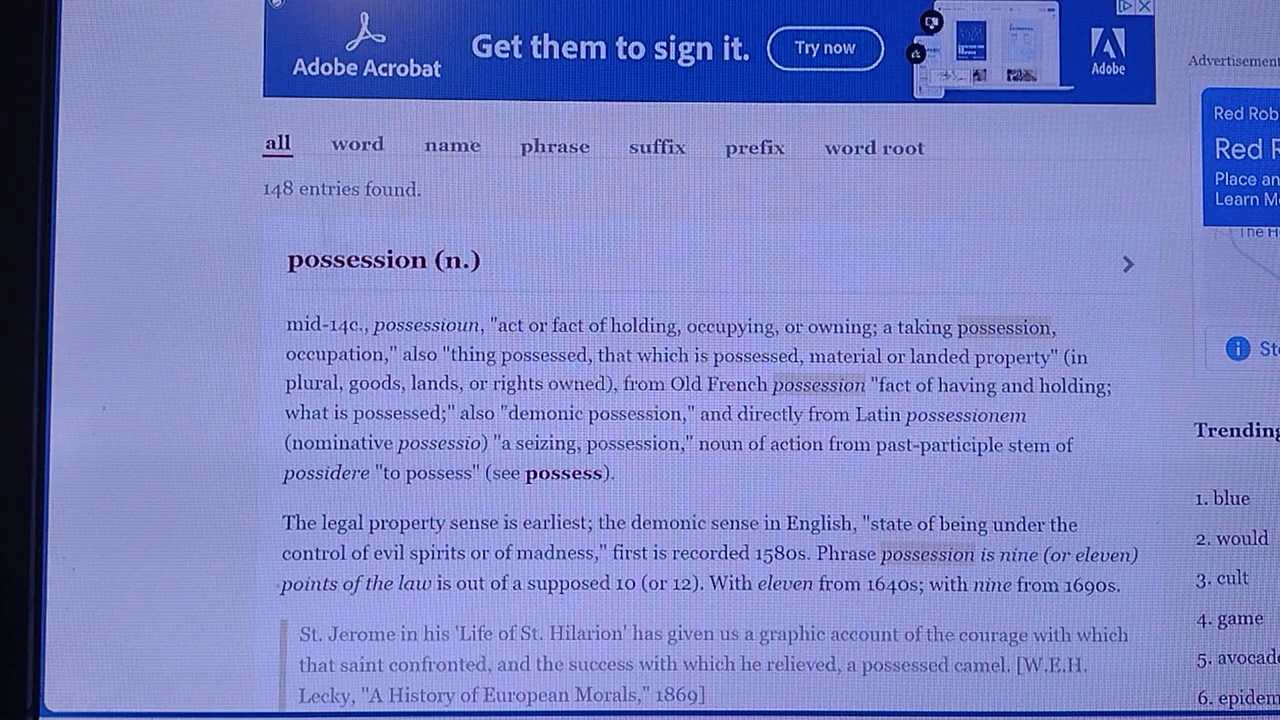 Adobe Acrobat
Get them to sign it.
Try now
Adobe
Advertisement
all word name phrase suffix prefix word root
148 entries found.
Red Rob
Red
Place an
Learn M
The H
possession (n.)
mid-14c., possessioun, "act or fact of holding, occupying, or owning; a taking possession,
occupation," also "thing possessed, that which is possessed, material or landed property" (in
plural, goods, lands, or rights owned), from Old French possession "fact of having and holding;
what is possessed;" also "demonic possession," and directly from Latin possessionem
(nominative possessio) "a seizing, possession," noun of action from past-participle stem of
possidere "to possess" (see possess).
The legal property sense is earliest; the demonic sense in English, "state of being under the
control of evil spirits or of madness," first is recorded 1580s. Phrase possession is nine (or eleven)
points of the law is out of a supposed 10 (or 12). With eleven from 1640s; with nine from 1690s.
St. Jerome in his 'Life of St. Hilarion' has given us a graphic account of the courage with which
that saint confronted, and the success with which he relieved, a possessed camel. [W.E.H.
Lecky, "A History of European Morals," 1869]
St
Trending
1. blue
2. would
3. cult
4. game
5. avocad
6. epidem